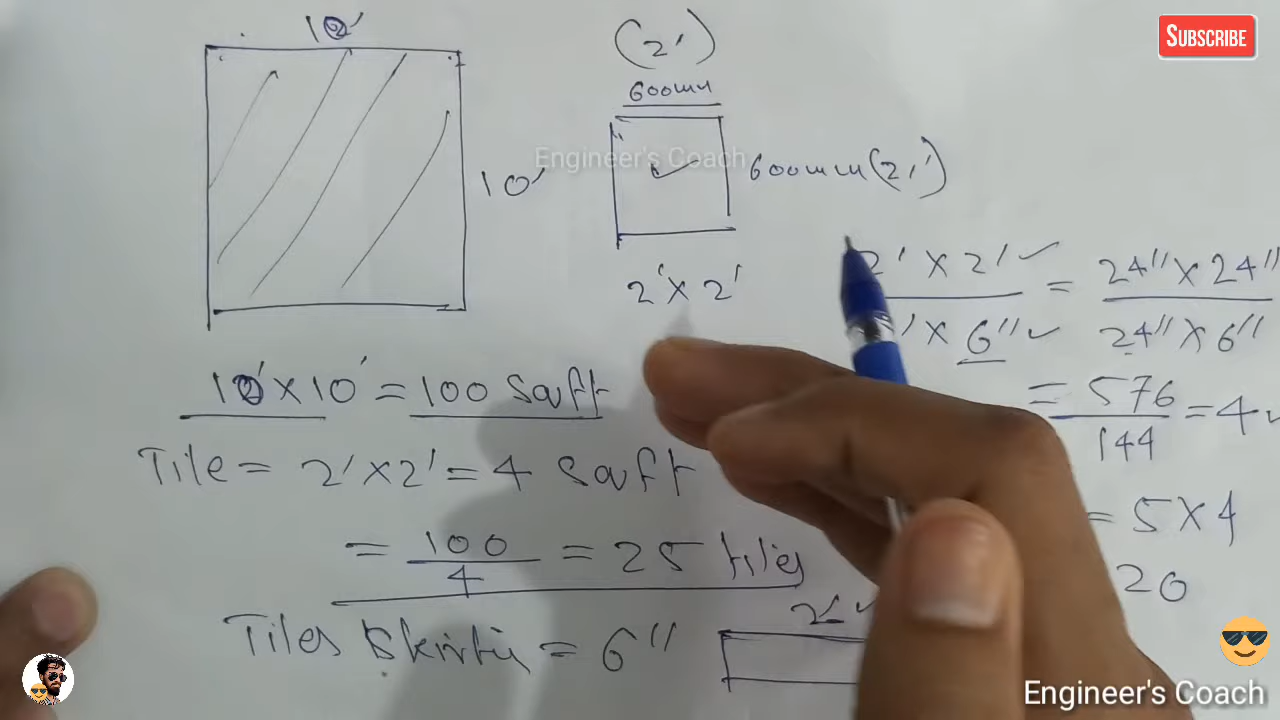 10'
10'
(2')
600mm
600mm (2')
2' x 2'
10' x 10' = 100 Sqft
Tile = 2' x 2' = 4 Sqft
= 100 / 4 = 25 tiles
Tiles Skirting = 6"
2'
2' x 2' = 24" x 24"
' x 6" 24" x 6"
= 576 / 144 = 4
= 5 x 4
20
SUBSCRIBE
Engineer's Coach
Engineer's Coach